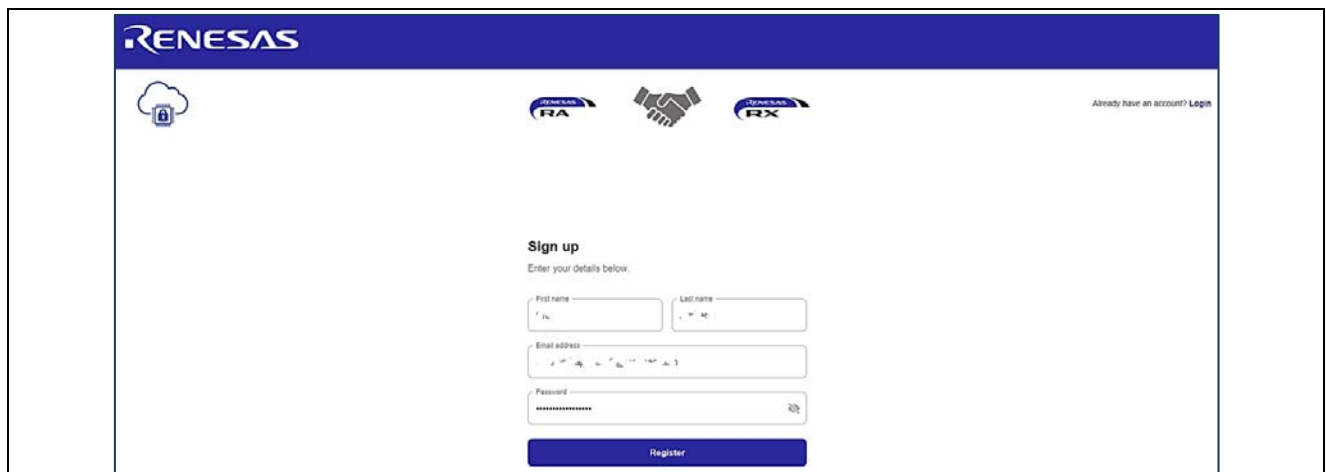 RENESAS
RENESAS
RA
RENESAS
RX
Already have an account? Login
Sign up
Enter your details below.
First name
Last name
Email address
Password
Register